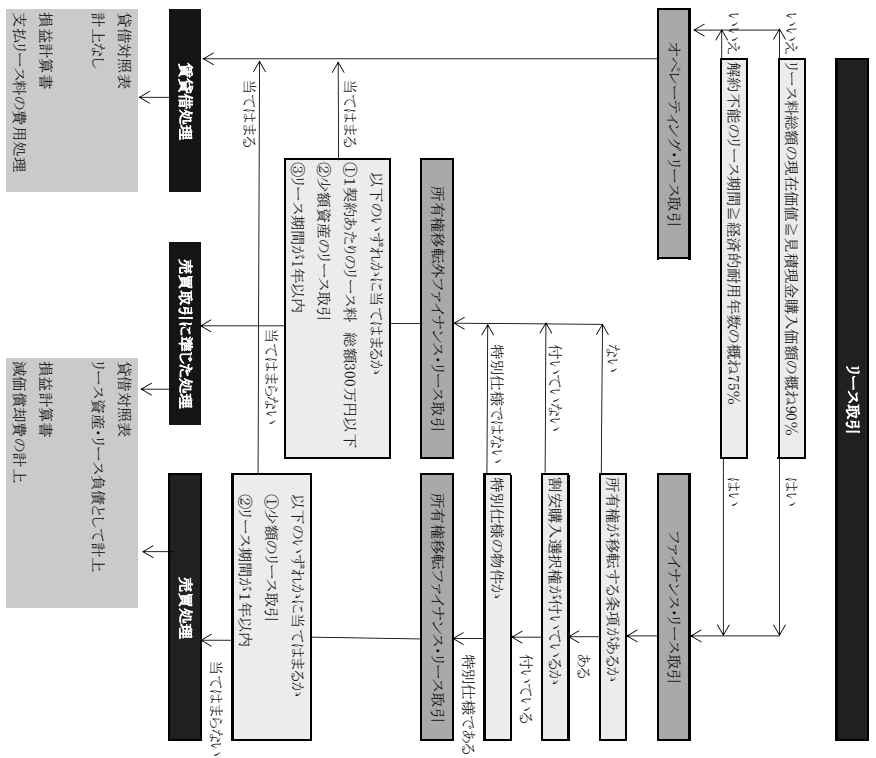 リース取引
いいえ
リース料総額の現在価値≧見積現金購入価額の概ね90%
はい
いいえ
解約不能のリース期間≧経済的耐用年数の概ね75%
はい
オペレーティング・リース取引
ファイナンス・リース取引
ない
所有権が移転する条項があるか
ある
付いていない
割安購入選択権が付いているか
付いている
特別仕様ではない
特別仕様の物件か
特別仕様である
所有権移転外ファイナンス・リース取引
所有権移転ファイナンス・リース取引
当てはまる
以下のいずれかに当てはまるか
①1契約あたりのリース料 総額300万円以下
②少額資産のリース取引
③リース期間が1年以内
当てはまらない
当てはまる
以下のいずれかに当てはまるか
①少額のリース取引
②リース期間が1年以内
当てはまらない
賃貸借処理
売買取引に準じた処理
売買処理
貸借対照表
計上なし
損益計算書
支払リース料の費用処理
貸借対照表
リース資産・リース負債として計上
損益計算書
減価償却費の計上